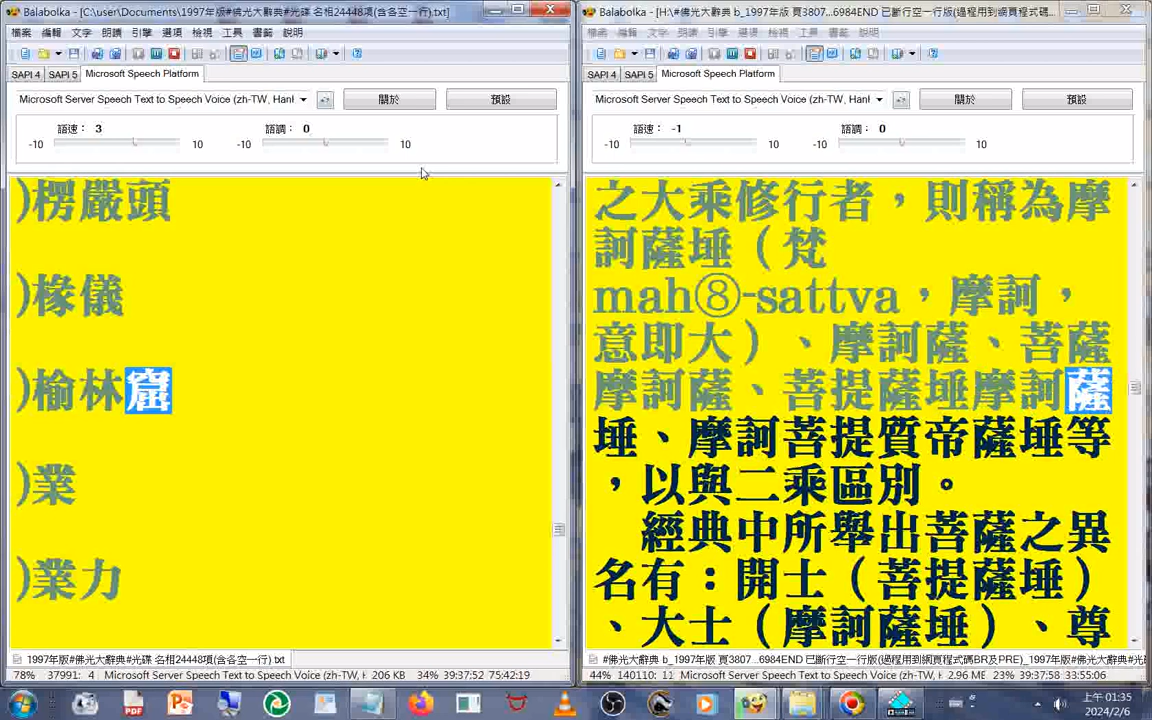 Balabolka - [C:\user\Documents\1997年版#佛光大辭典#光碟 名相24448項(含各空一行).txt]
檔案 編輯 文字 朗讀 引擎 選項 檢視 工具 書籤 說明
SAPI 4 SAPI 5 Microsoft Speech Platform
Microsoft Server Speech Text to Speech Voice (zh-TW, Hanl
關於
預設
語速： 3
語調： 0
-10 10 -10 10
)楞嚴頭
)椽儀
)榆林窟
)業
)業力
1997年版#佛光大辭典#光碟 名相24448項(含各空一行).txt
78% 37991: 4 Microsoft Server Speech Text to Speech Voice (zh-TW, H 206 KB 34% 39:37:52 75:42:19
Balabolka - [H:\#佛光大辭典 b_1997年版 頁3807...6984END 已斷行空一行版(過程用到網頁程式碼...
檔案 編輯 文字 朗讀 引擎 選項 檢視 工具 書籤 說明
SAPI 4 SAPI 5 Microsoft Speech Platform
Microsoft Server Speech Text to Speech Voice (zh-TW, Hanl
關於
預設
語速： -1
語調： 0
-10 10 -10 10
之大乘修行者，則稱為摩
訶薩埵（梵
mah⑧-sattva，摩訶，
意即大）、摩訶薩、菩薩
摩訶薩、菩提薩埵摩訶薩
埵、摩訶菩提質帝薩埵等
，以與二乘區別。
經典中所舉出菩薩之異
名有：開士（菩提薩埵）
、大士（摩訶薩埵）、尊
#佛光大辭典 b_1997年版 頁3807...6984END 已斷行空一行版(過程用到網頁程式碼BR及PRE)_1997年版#光
44% 140110: 11 Microsoft Server Speech Text to Speech Voice (zh-TW, H 2.96 ME 23% 39:37:58 33:55:06
上午 01:35
2024/2/6